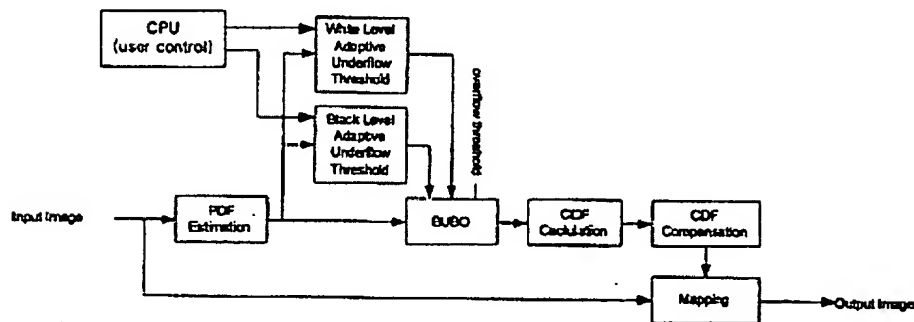 CPU
(user control)
White Level
Adaptive
Underflow
Threshold
overflow threshold
Black Level
Adaptive
Underflow
Threshold
Input Image
PDF
Estimation
BUBO
CDF
Caclulation
CDF
Compensation
Mapping
Output Image